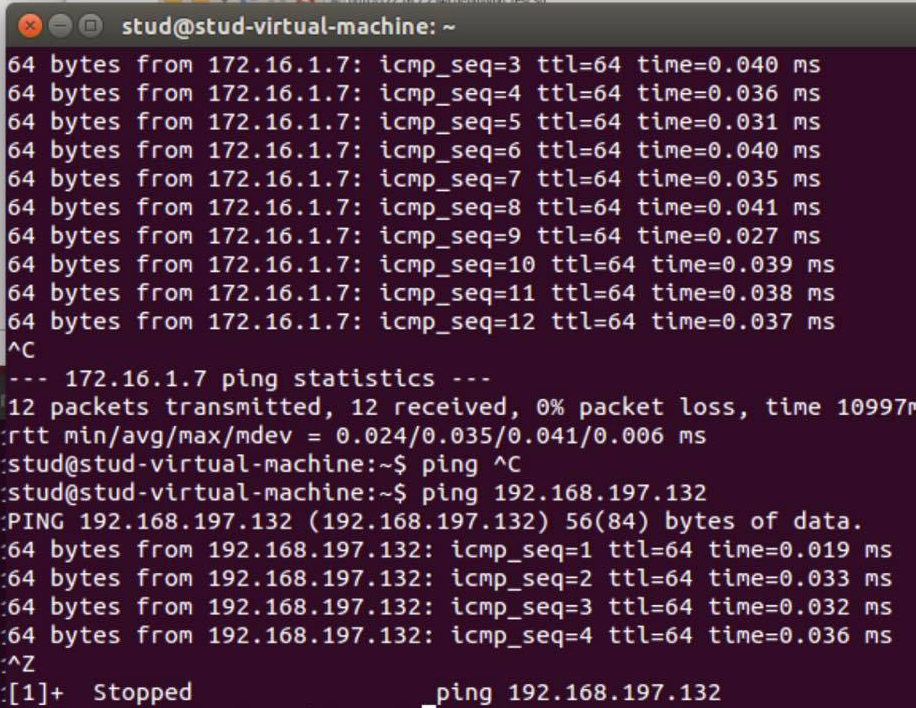 stud@stud-virtual-machine: ~
64 bytes from 172.16.1.7: icmp_seq=3 ttl=64 time=0.040 ms
64 bytes from 172.16.1.7: icmp_seq=4 ttl=64 time=0.036 ms
64 bytes from 172.16.1.7: icmp_seq=5 ttl=64 time=0.031 ms
64 bytes from 172.16.1.7: icmp_seq=6 ttl=64 time=0.040 ms
64 bytes from 172.16.1.7: icmp_seq=7 ttl=64 time=0.035 ms
64 bytes from 172.16.1.7: icmp_seq=8 ttl=64 time=0.041 ms
64 bytes from 172.16.1.7: icmp_seq=9 ttl=64 time=0.027 ms
64 bytes from 172.16.1.7: icmp_seq=10 ttl=64 time=0.039 ms
64 bytes from 172.16.1.7: icmp_seq=11 ttl=64 time=0.038 ms
64 bytes from 172.16.1.7: icmp_seq=12 ttl=64 time=0.037 ms
^C
--- 172.16.1.7 ping statistics ---
12 packets transmitted, 12 received, 0% packet loss, time 10997m
rtt min/avg/max/mdev = 0.024/0.035/0.041/0.006 ms
stud@stud-virtual-machine:~$ ping ^C
stud@stud-virtual-machine:~$ ping 192.168.197.132
PING 192.168.197.132 (192.168.197.132) 56(84) bytes of data.
64 bytes from 192.168.197.132: icmp_seq=1 ttl=64 time=0.019 ms
64 bytes from 192.168.197.132: icmp_seq=2 ttl=64 time=0.033 ms
64 bytes from 192.168.197.132: icmp_seq=3 ttl=64 time=0.032 ms
64 bytes from 192.168.197.132: icmp_seq=4 ttl=64 time=0.036 ms
^Z
[1]+  Stopped                 ping 192.168.197.132